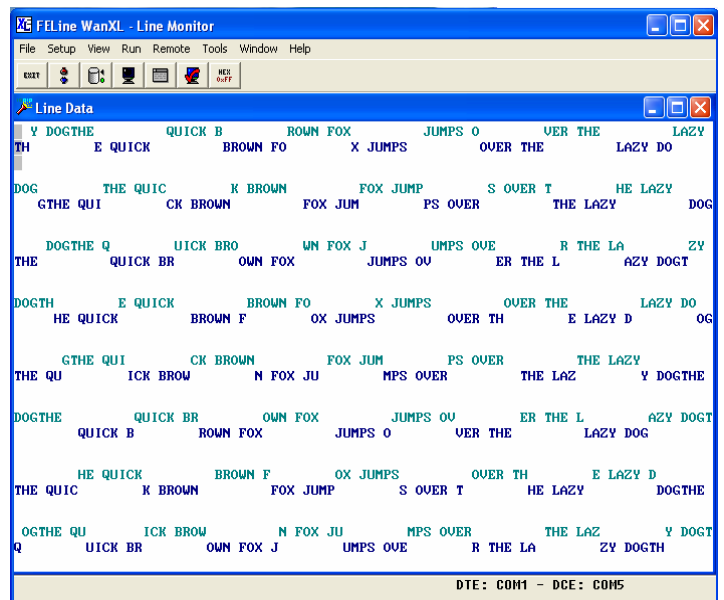 FELine WanXL - Line Monitor
File Setup View Run Remote Tools Window Help
EXIT HEX 0xFF
Line Data
Y DOGTHE QUICK B ROWN FOX JUMPS O VER THE LAZY
TH E QUICK BROWN FO X JUMPS OVER THE LAZY DO
DOG THE QUIC K BROWN FOX JUMP S OVER T HE LAZY
GTHE QUI CK BROWN FOX JUM PS OVER THE LAZY DOG
DOGTHE Q UICK BRO WN FOX J UMPS OVE R THE LA ZY
THE QUICK BR OWN FOX JUMPS OV ER THE L AZY DOGT
DOGTH E QUICK BROWN FO X JUMPS OVER THE LAZY DO
HE QUICK BROWN F OX JUMPS OVER TH E LAZY D OG
GTHE QUI CK BROWN FOX JUM PS OVER THE LAZY
THE QU ICK BROW N FOX JU MPS OVER THE LAZ Y DOGTHE
DOGTHE QUICK BR OWN FOX JUMPS OV ER THE L AZY DOGT
QUICK B ROWN FOX JUMPS O VER THE LAZY DOG
HE QUICK BROWN F OX JUMPS OVER TH E LAZY D
THE QUIC K BROWN FOX JUMP S OVER T HE LAZY DOGTHE
OGTHE QU ICK BROW N FOX JU MPS OVER THE LAZ Y DOGT
Q UICK BR OWN FOX J UMPS OVE R THE LA ZY DOGTH
DTE: COM1 - DCE: COM5